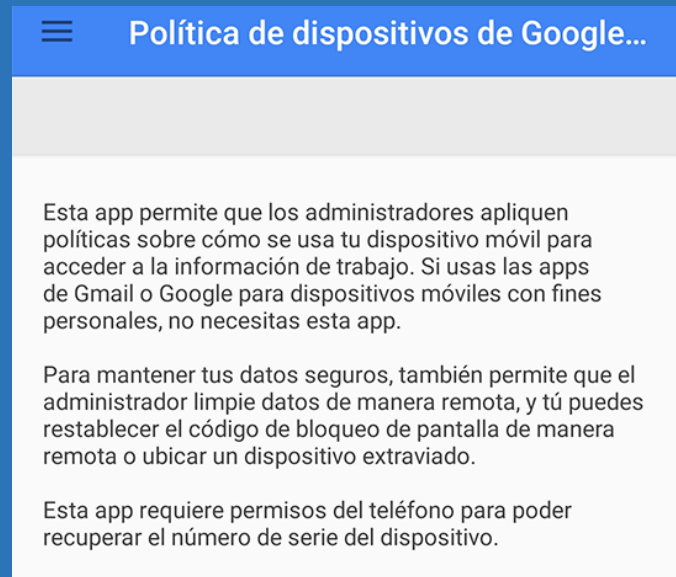 Política de dispositivos de Google...
Esta app permite que los administradores apliquen
políticas sobre cómo se usa tu dispositivo móvil para
acceder a la información de trabajo. Si usas las apps
de Gmail o Google para dispositivos móviles con fines
personales, no necesitas esta app.
Para mantener tus datos seguros, también permite que el
administrador limpie datos de manera remota, y tú puedes
restablecer el código de bloqueo de pantalla de manera
remota o ubicar un dispositivo extraviado.
Esta app requiere permisos del teléfono para poder
recuperar el número de serie del dispositivo.